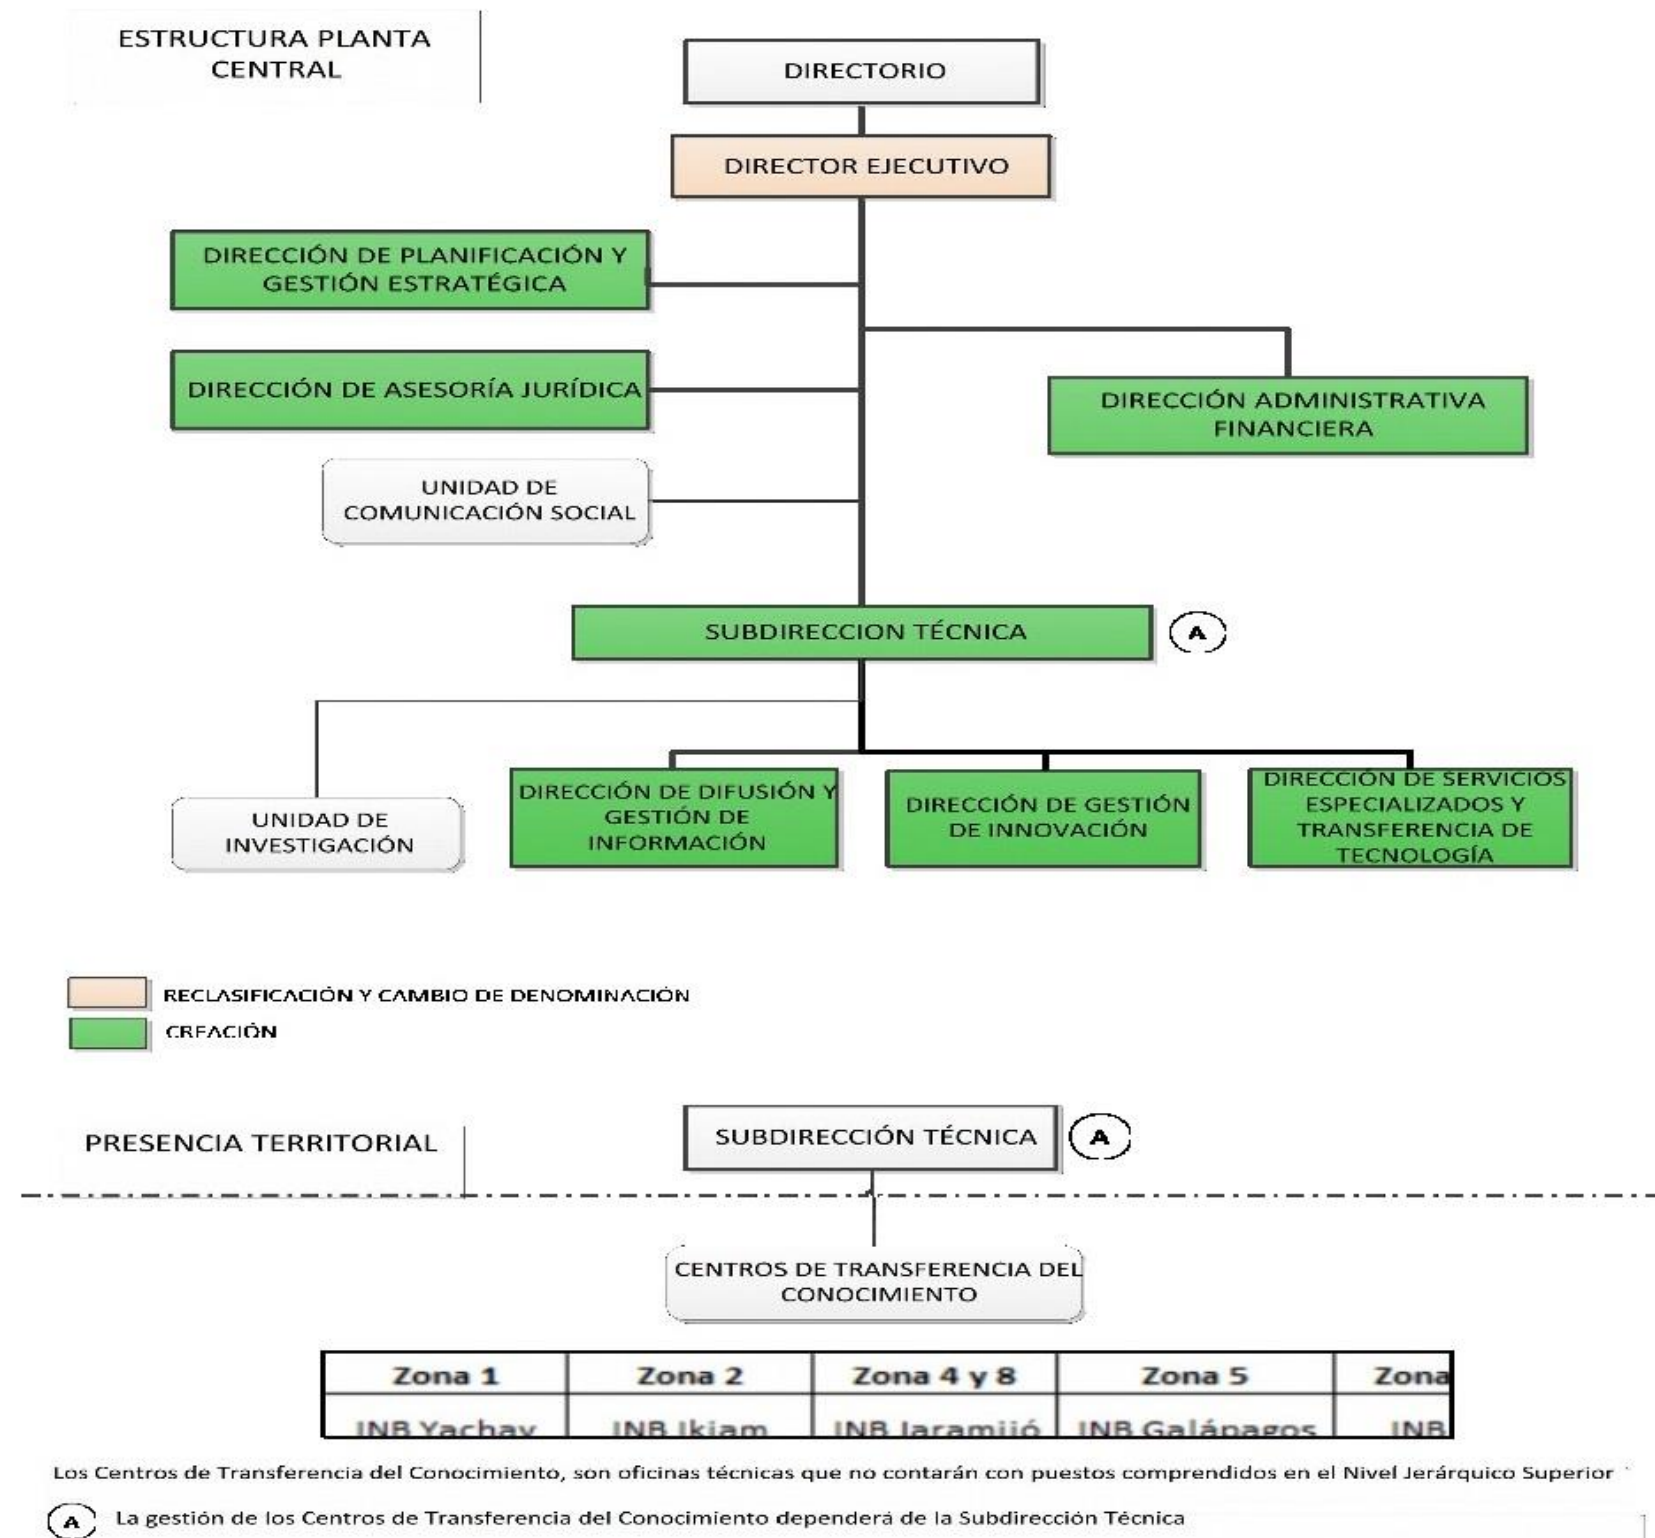 ESTRUCTURA PLANTA
CENTRAL
DIRECTORIO
DIRECTOR EJECUTIVO
DIRECCIÓN DE PLANIFICACIÓN Y
GESTIÓN ESTRATÉGICA
DIRECCIÓN DE ASESORÍA JURÍDICA
DIRECCIÓN ADMINISTRATIVA
FINANCIERA
UNIDAD DE
COMUNICACIÓN SOCIAL
SUBDIRECCION TÉCNICA
A
UNIDAD DE
INVESTIGACIÓN
DIRECCIÓN DE DIFUSIÓN Y
GESTIÓN DE
INFORMACIÓN
DIRECCIÓN DE GESTIÓN
DE INNOVACIÓN
DIRECCIÓN DE SERVICIOS
ESPECIALIZADOS Y
TRANSFERENCIA DE
TECNOLOGÍA
RECLASIFICACIÓN Y CAMBIO DE DENOMINACIÓN
CREACIÓN
PRESENCIA TERRITORIAL
SUBDIRECCIÓN TÉCNICA
A
CENTROS DE TRANSFERENCIA DEL
CONOCIMIENTO
Zona 1 Zona 2 Zona 4 y 8 Zona 5 Zona
INB Yachay INB Ikiam INB Jaramijó INB Galápagos INB
Los Centros de Transferencia del Conocimiento, son oficinas técnicas que no contarán con puestos comprendidos en el Nivel Jerárquico Superior
A La gestión de los Centros de Transferencia del Conocimiento dependerá de la Subdirección Técnica